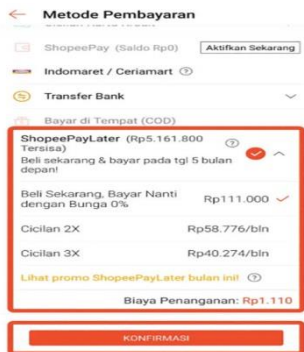 Metode Pembayaran
ShopeePay (Saldo Rp0) Aktifkan Sekarang
Indomaret / Ceriamart ?
Transfer Bank
Bayar di Tempat (COD)
ShopeePayLater (Rp5.161.800 ?
Tersisa)
Beli sekarang & bayar pada tgl 5 bulan
depan!
Beli Sekarang, Bayar Nanti Rp111.000
dengan Bunga 0%
Cicilan 2X Rp58.776/bln
Cicilan 3X Rp40.274/bln
Lihat promo ShopeePayLater bulan ini! ?
Biaya Penanganan: Rp1.110
KONFIRMASI